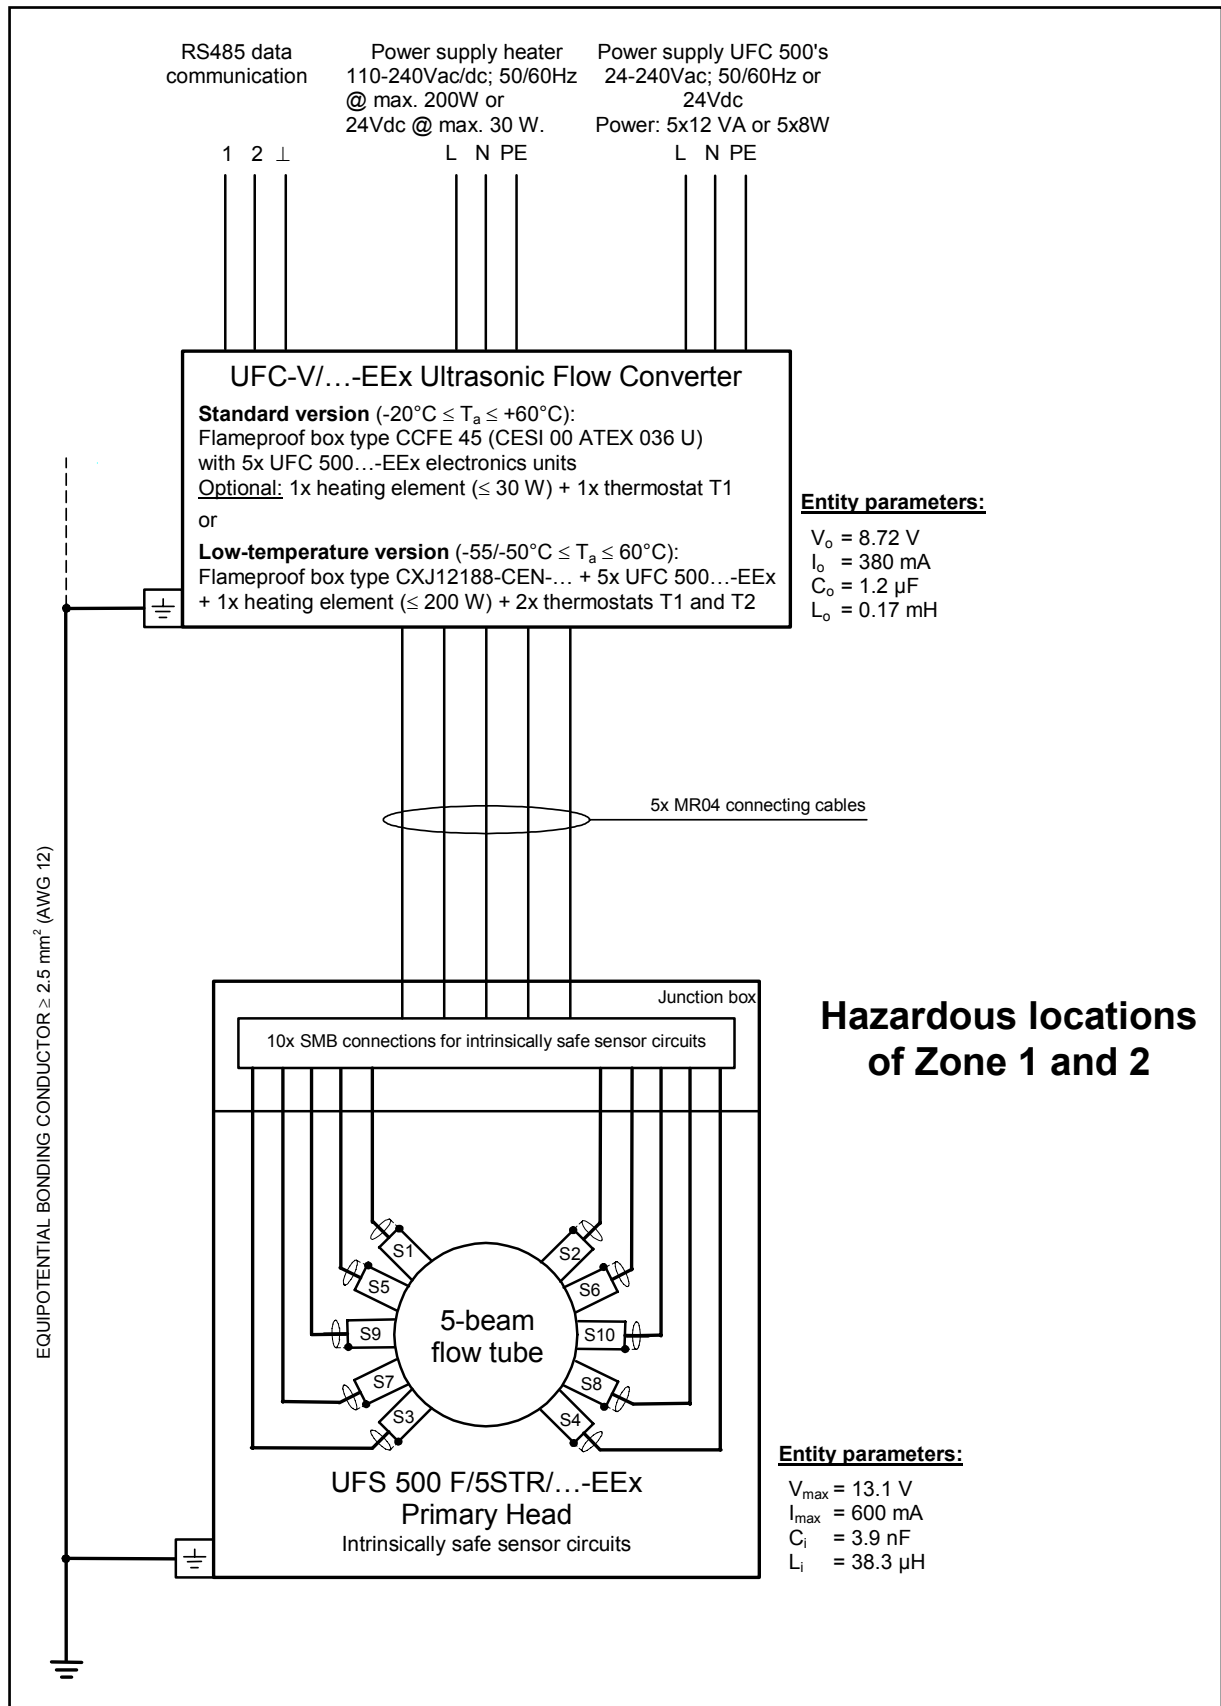 RS485 data
communication
Power supply heater
110-240Vac/dc; 50/60Hz
@ max. 200W or
24Vdc @ max. 30 W.
Power supply UFC 500's
24-240Vac; 50/60Hz or
24Vdc
Power: 5x12 VA or 5x8W
1 2 ⊥
L N PE
L N PE
UFC-V/…-EEx Ultrasonic Flow Converter
Standard version (-20°C ≤ Ta ≤ +60°C):
Flameproof box type CCFE 45 (CESI 00 ATEX 036 U)
with 5x UFC 500…-EEx electronics units
Optional: 1x heating element (≤ 30 W) + 1x thermostat T1
or
Low-temperature version (-55/-50°C ≤ Ta ≤ 60°C):
Flameproof box type CXJ12188-CEN-… + 5x UFC 500…-EEx
+ 1x heating element (≤ 200 W) + 2x thermostats T1 and T2
Entity parameters:
Vo = 8.72 V
Io = 380 mA
Co = 1.2 µF
Lo = 0.17 mH
5x MR04 connecting cables
EQUIPOTENTIAL BONDING CONDUCTOR ≥ 2.5 mm² (AWG 12)
Junction box
10x SMB connections for intrinsically safe sensor circuits
Hazardous locations
of Zone 1 and 2
S1
S2
S5
S6
S9
S10
S7
S8
S3
S4
5-beam
flow tube
UFS 500 F/5STR/…-EEx
Primary Head
Intrinsically safe sensor circuits
Entity parameters:
Vmax = 13.1 V
Imax = 600 mA
Ci = 3.9 nF
Li = 38.3 µH